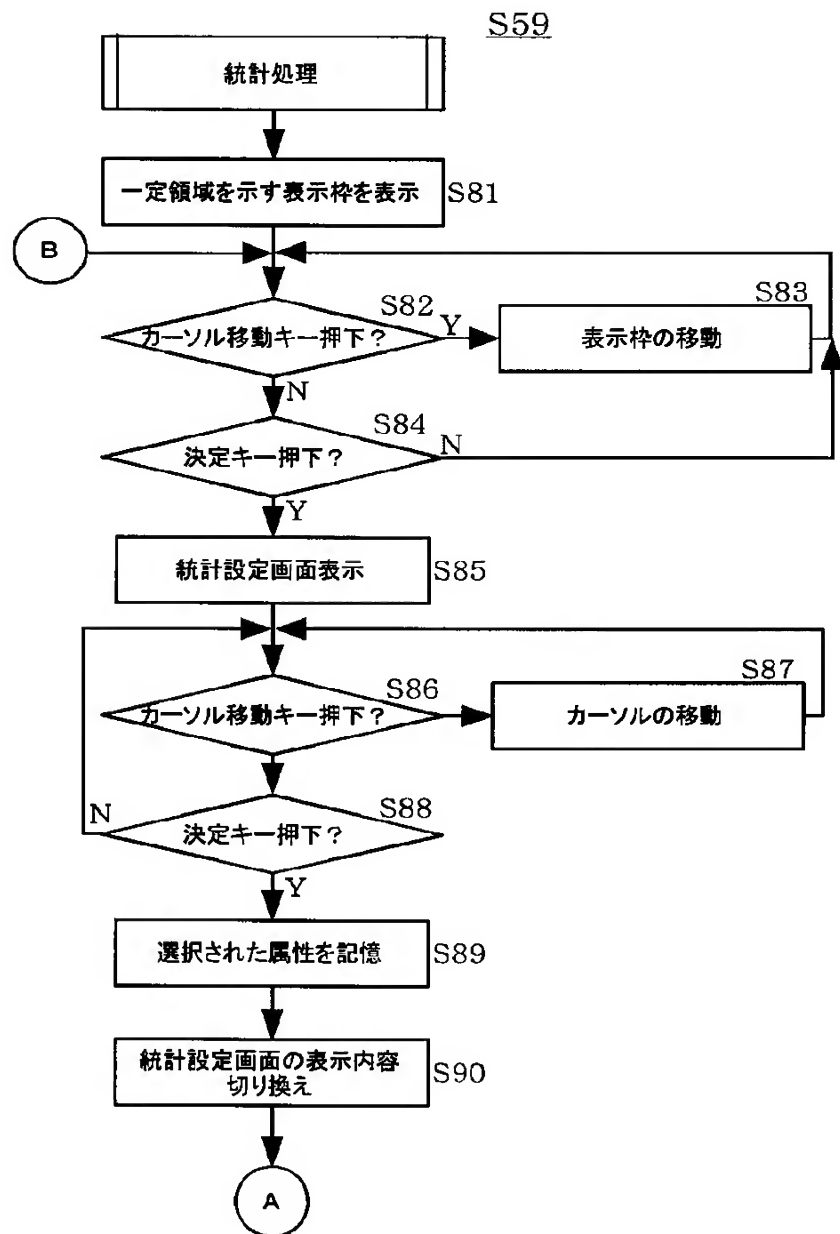 S59
統計処理
一定領域を示す表示枠を表示
S81
B
S82
カーソル移動キー押下？
Y
S83
表示枠の移動
N
S84
決定キー押下？
N
Y
統計設定画面表示
S85
S86
カーソル移動キー押下？
S87
カーソルの移動
S88
N
決定キー押下？
Y
選択された属性を記憶
S89
統計設定画面の表示内容
切り換え
S90
A